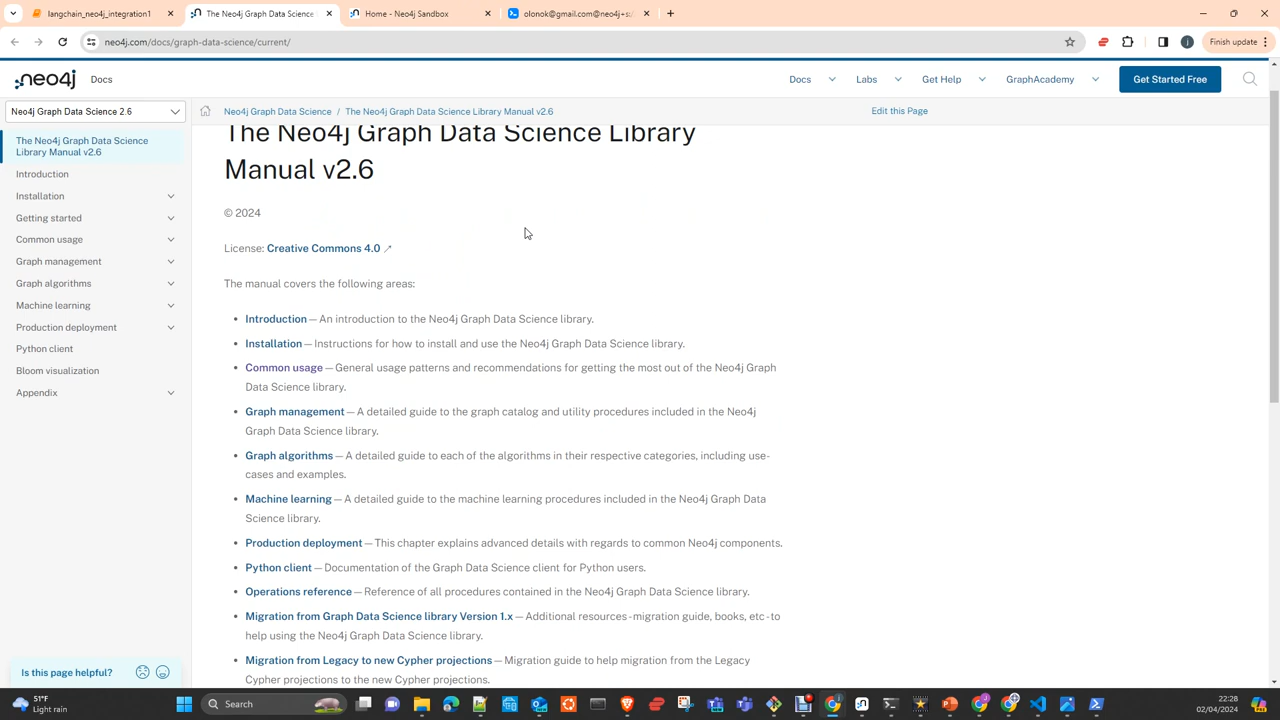 langchain_neo4j_integration1
The Neo4j Graph Data Science
Home - Neo4j Sandbox
olonok@gmail.com@neo4j+s:/
neo4j.com/docs/graph-data-science/current/
Finish update
neo4j
Docs
Docs
Labs
Get Help
GraphAcademy
Get Started Free
Neo4j Graph Data Science 2.6
Neo4j Graph Data Science / The Neo4j Graph Data Science Library Manual v2.6
Edit this Page
The Neo4j Graph Data Science
Library Manual v2.6
Introduction
Installation
Getting started
Common usage
Graph management
Graph algorithms
Machine learning
Production deployment
Python client
Bloom visualization
Appendix
Is this page helpful?
The Neo4j Graph Data Science Library
Manual v2.6
© 2024
License: Creative Commons 4.0 ↗
The manual covers the following areas:
• Introduction — An introduction to the Neo4j Graph Data Science library.
• Installation — Instructions for how to install and use the Neo4j Graph Data Science library.
• Common usage — General usage patterns and recommendations for getting the most out of the Neo4j Graph
Data Science library.
• Graph management — A detailed guide to the graph catalog and utility procedures included in the Neo4j
Graph Data Science library.
• Graph algorithms — A detailed guide to each of the algorithms in their respective categories, including use-
cases and examples.
• Machine learning — A detailed guide to the machine learning procedures included in the Neo4j Graph Data
Science library.
• Production deployment — This chapter explains advanced details with regards to common Neo4j components.
• Python client — Documentation of the Graph Data Science client for Python users.
• Operations reference — Reference of all procedures contained in the Neo4j Graph Data Science library.
• Migration from Graph Data Science library Version 1.x — Additional resources - migration guide, books, etc - to
help using the Neo4j Graph Data Science library.
• Migration from Legacy to new Cypher projections — Migration guide to help migration from the Legacy
Cypher projections to the new Cypher projections.
51°F
Light rain
Search
22:28
02/04/2024